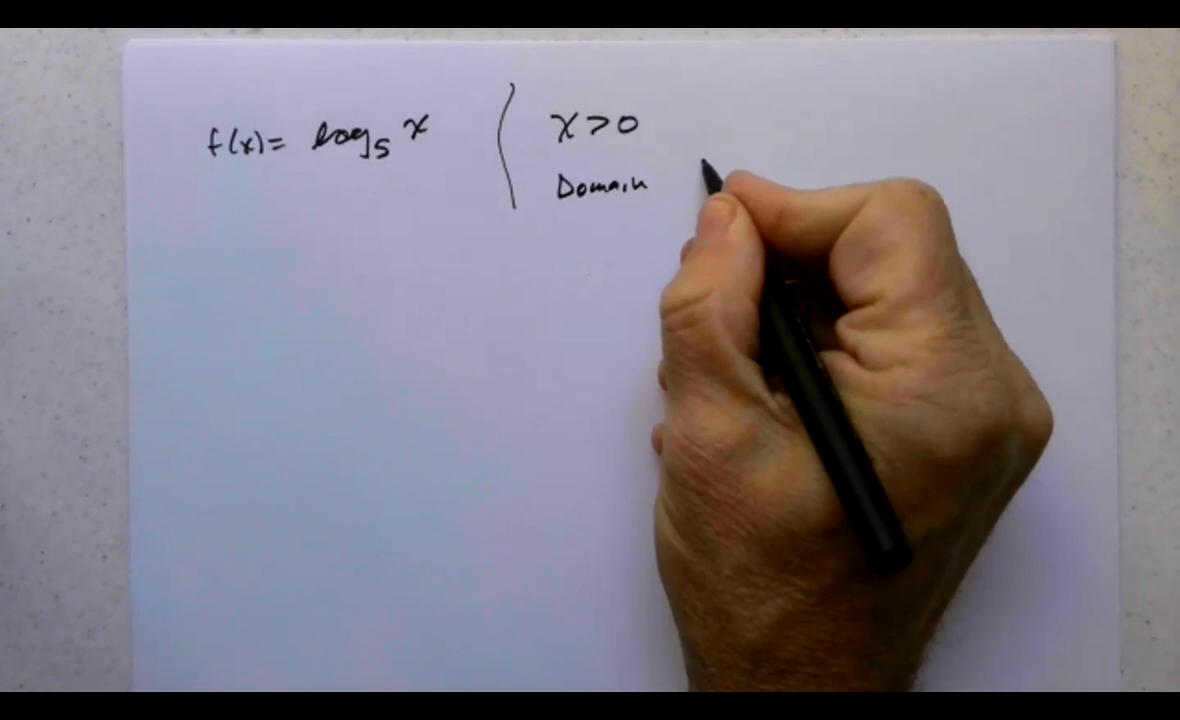 f(x) = log₅ x
x > 0
Domain